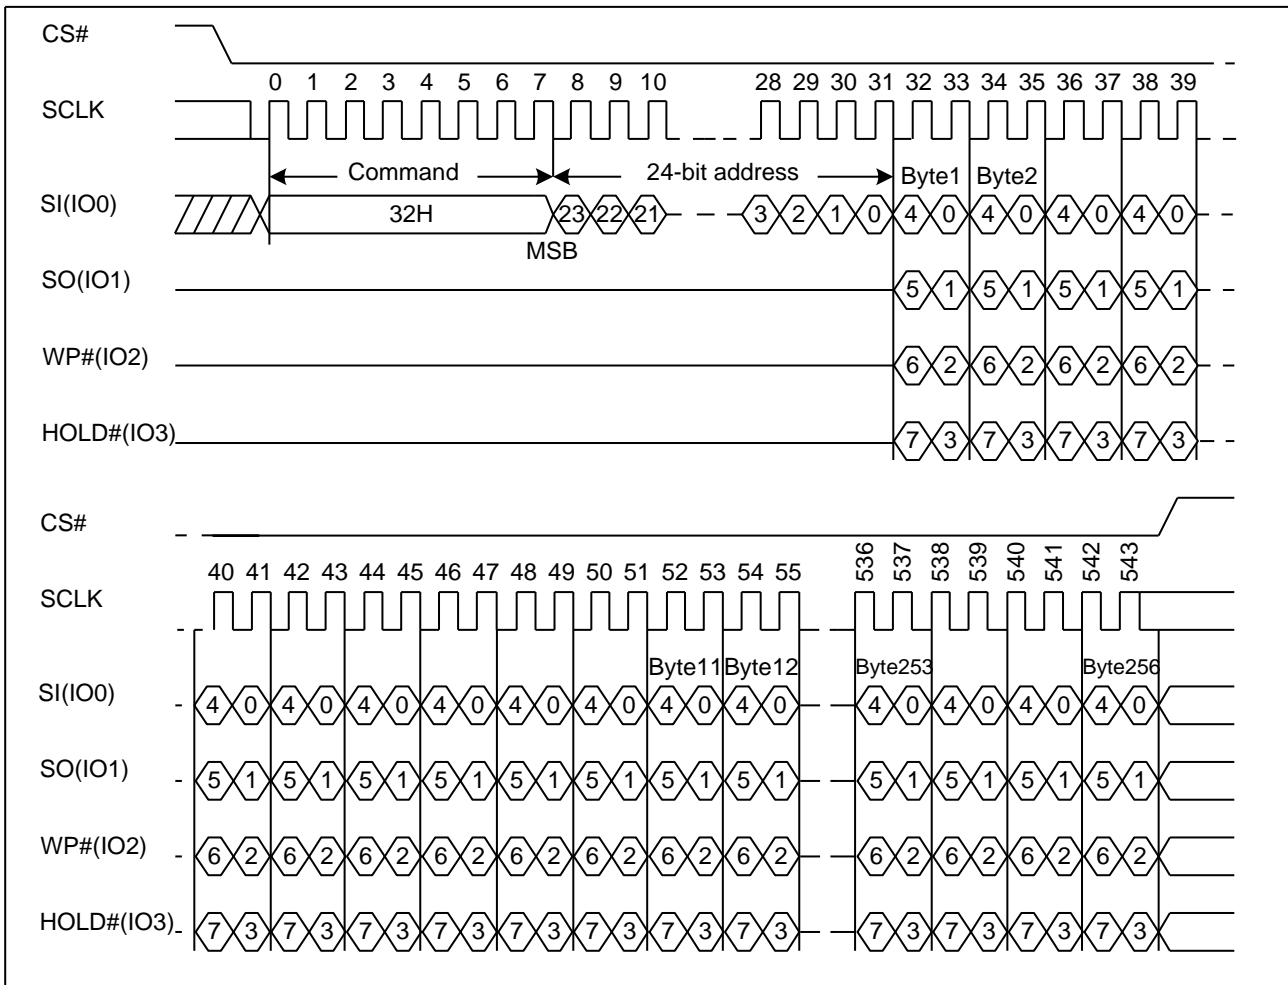 CS#
0 1 2 3 4 5 6 7 8 9 10 28 29 30 31 32 33 34 35 36 37 38 39
SCLK
Command 24-bit address Byte1 Byte2
SI(IO0) 32H 23 22 21 3 2 1 0 4 0 4 0 4 0 4 0
MSB
SO(IO1) 5 1 5 1 5 1 5 1
WP#(IO2) 6 2 6 2 6 2 6 2
HOLD#(IO3) 7 3 7 3 7 3 7 3
CS#
40 41 42 43 44 45 46 47 48 49 50 51 52 53 54 55 536 537 538 539 540 541 542 543
SCLK
Byte11 Byte12 Byte253 Byte256
SI(IO0) 4 0 4 0 4 0 4 0 4 0 4 0 4 0 4 0 4 0 4 0 4 0 4 0
SO(IO1) 5 1 5 1 5 1 5 1 5 1 5 1 5 1 5 1 5 1 5 1 5 1 5 1
WP#(IO2) 6 2 6 2 6 2 6 2 6 2 6 2 6 2 6 2 6 2 6 2 6 2 6 2
HOLD#(IO3) 7 3 7 3 7 3 7 3 7 3 7 3 7 3 7 3 7 3 7 3 7 3 7 3